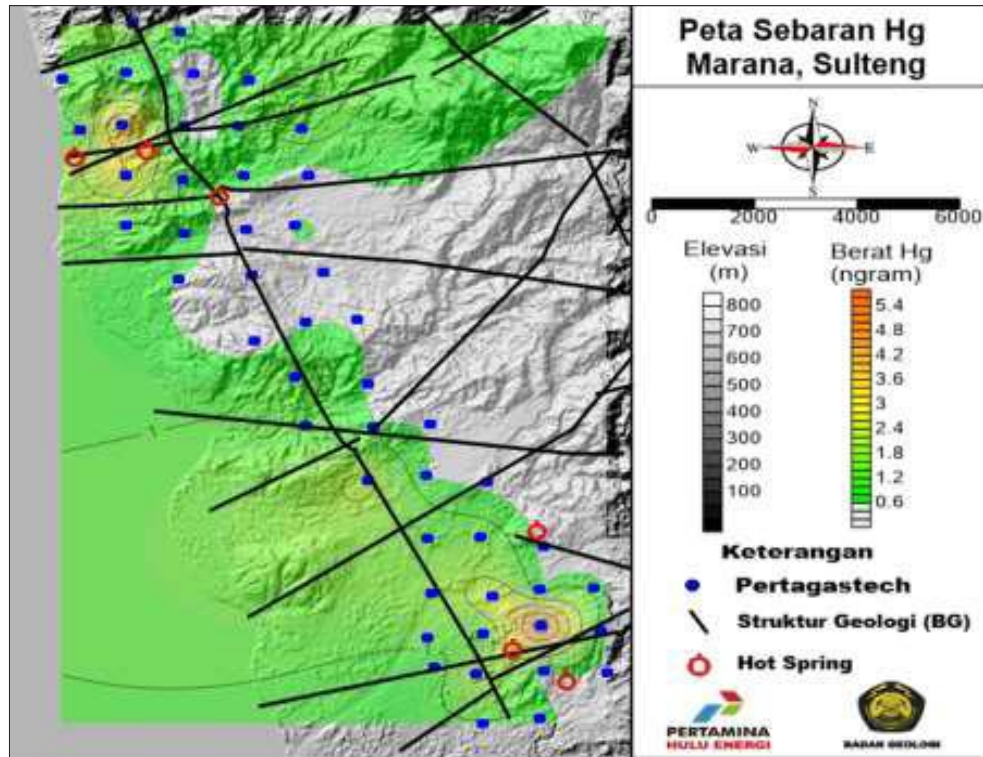 Peta Sebaran Hg
Marana, Sulteng
N
W E
S
0 2000 4000 6000
Elevasi
(m)
Berat Hg
(ngram)
800
700
600
500
400
300
200
100
5.4
4.8
4.2
3.6
3
2.4
1.8
1.2
0.6
Keterangan
Pertagastech
Struktur Geologi (BG)
Hot Spring
PERTAMINA
HULU ENERGI
BADAN GEOLOGI